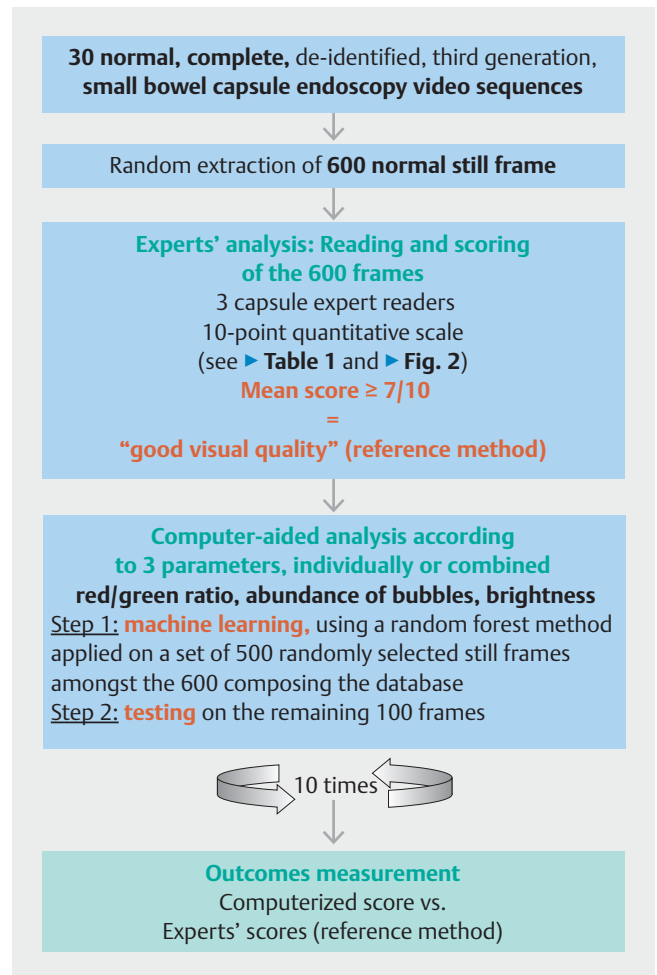 30 normal, complete, de-identified, third generation,
small bowel capsule endoscopy video sequences
Random extraction of 600 normal still frame
Experts’ analysis: Reading and scoring
of the 600 frames
3 capsule expert readers
10-point quantitative scale
(see ▶ Table 1 and ▶ Fig. 2)
Mean score ≥ 7/10
=
“good visual quality” (reference method)
Computer-aided analysis according
to 3 parameters, individually or combined
red/green ratio, abundance of bubbles, brightness
Step 1: machine learning, using a random forest method
applied on a set of 500 randomly selected still frames
amongst the 600 composing the database
Step 2: testing on the remaining 100 frames
10 times
Outcomes measurement
Computerized score vs.
Experts’ scores (reference method)